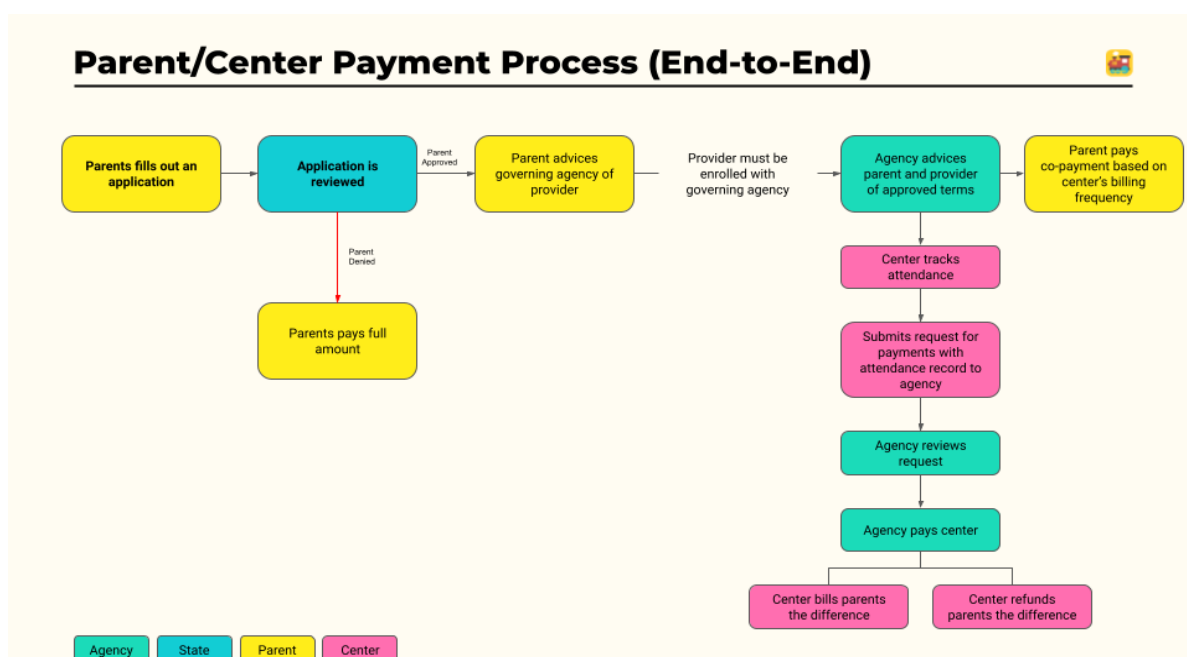 Parent/Center Payment Process (End-to-End)
Parents fills out an
application
Application is
reviewed
Parent
Approved
Parent advices
governing agency of
provider
Provider must be
enrolled with
governing agency
Agency advices
parent and provider
of approved terms
Parent pays
co-payment based on
center's billing
frequency
Parent
Denied
Parents pays full
amount
Center tracks
attendance
Submits request for
payments with
attendance record to
agency
Agency reviews
request
Agency pays center
Center bills parents
the difference
Center refunds
parents the difference
Agency
State
Parent
Center